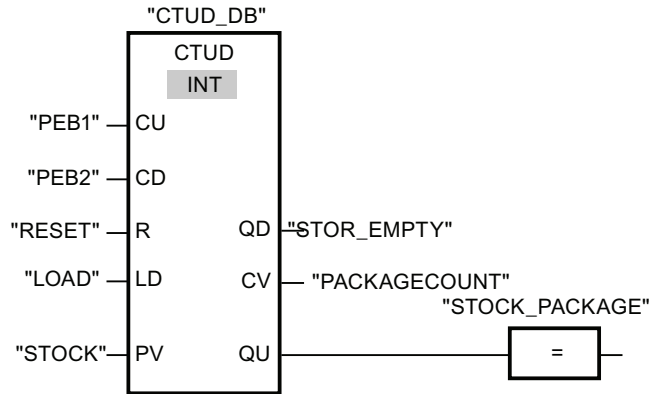 "CTUD_DB"
CTUD
INT
"PEB1" CU
"PEB2" CD
"RESET" R QD "STOR_EMPTY"
"LOAD" LD CV "PACKAGECOUNT"
"STOCK_PACKAGE"
"STOCK" PV QU =